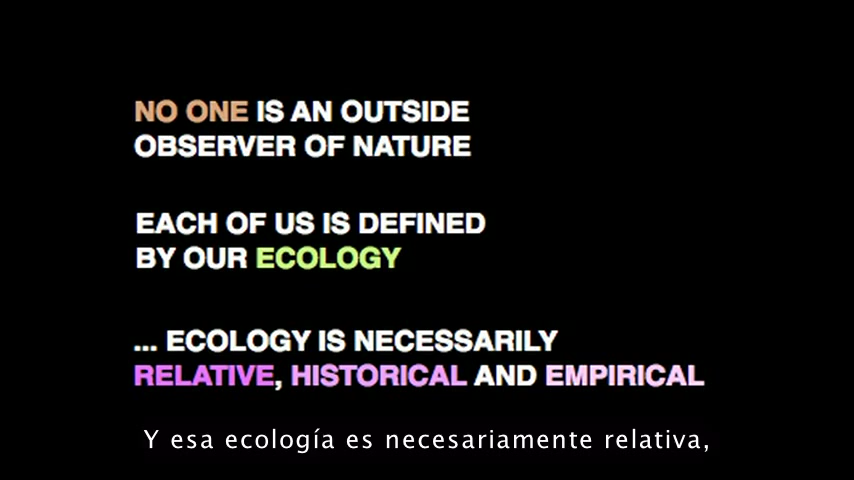 NO ONE IS AN OUTSIDE
OBSERVER OF NATURE
EACH OF US IS DEFINED
BY OUR ECOLOGY
... ECOLOGY IS NECESSARILY
RELATIVE, HISTORICAL AND EMPIRICAL
Y esa ecología es necesariamente relativa,